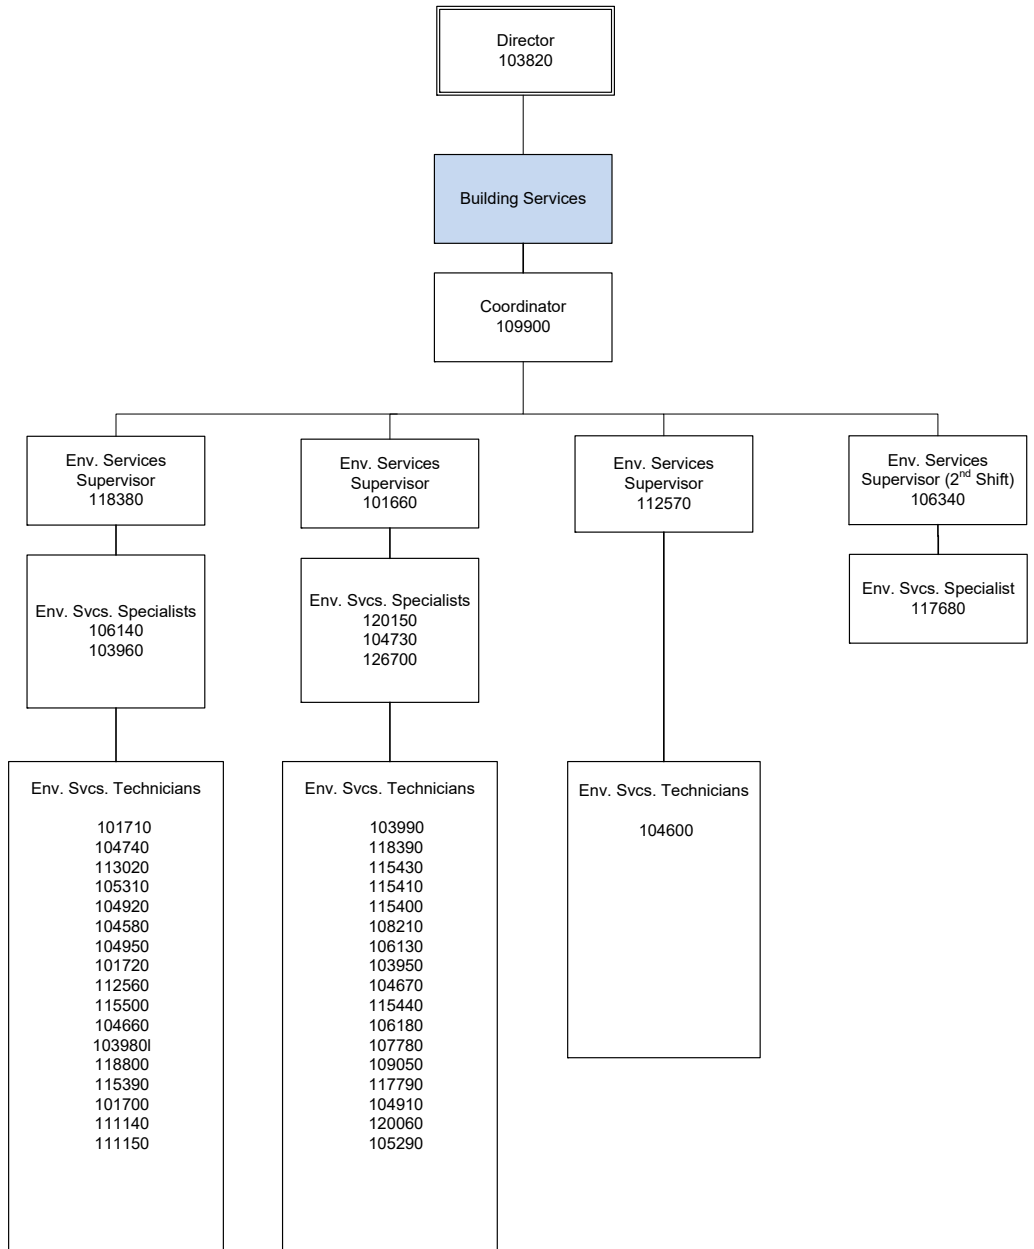 Director
103820
Building Services
Coordinator
109900
Env. Services
Supervisor
118380
Env. Services
Supervisor
101660
Env. Services
Supervisor
112570
Env. Services
Supervisor (2nd Shift)
106340
Env. Svcs. Specialists
106140
103960
Env. Svcs. Specialists
120150
104730
126700
Env. Svcs. Specialist
117680
Env. Svcs. Technicians
101710
104740
113020
105310
104920
104580
104950
101720
112560
115500
104660
103980I
118800
115390
101700
111140
111150
Env. Svcs. Technicians
103990
118390
115430
115410
115400
108210
106130
103950
104670
115440
106180
107780
109050
117790
104910
120060
105290
Env. Svcs. Technicians
104600